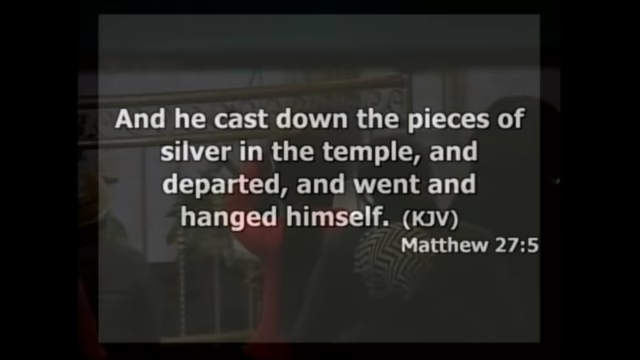 And he cast down the pieces of
silver in the temple, and
departed, and went and
hanged himself. (KJV)
Matthew 27:5